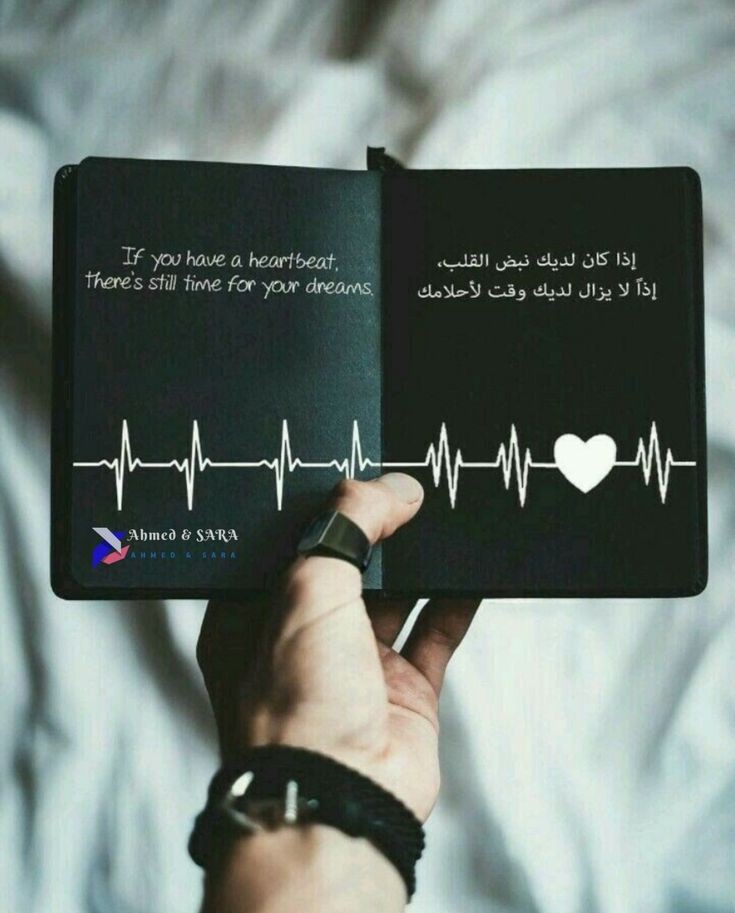 If you have a heartbeat,
There's still time for your dreams.
إذا كان لديك نبض القلب،
إذاً لا يزال لديك وقت لأحلامك
Ahmed & SARA
AHMED & SARA